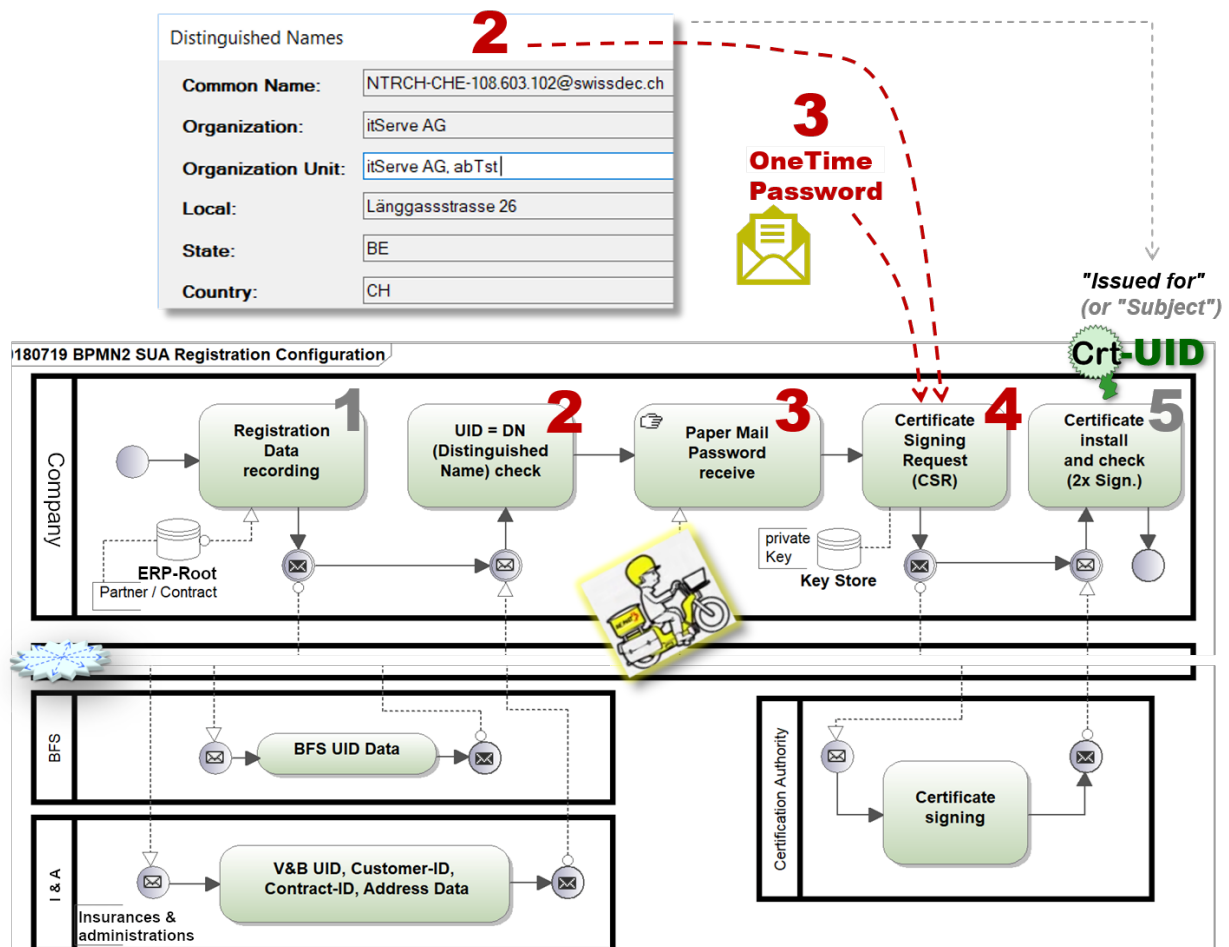 Distinguished Names
2
Common Name: NTRCH-CHE-108.603.102@swissdec.ch
Organization: itServe AG
Organization Unit: itServe AG, abTst
Local: Länggassstrasse 26
State: BE
Country: CH
3
OneTime
Password
"Issued for"
(or "Subject")
Crt-UID
180719 BPMN2 SUA Registration Configuration
Company
1
Registration
Data
recording
2
UID = DN
(Distinguished
Name) check
3
Paper Mail
Password
receive
4
Certificate
Signing
Request
(CSR)
5
Certificate
install
and check
(2x Sign.)
ERP-Root
Partner / Contract
private
Key
Key Store
BFS
BFS UID Data
I & A
V&B UID, Customer-ID,
Contract-ID, Address Data
Insurances &
administrations
Certification Authority
Certificate
signing